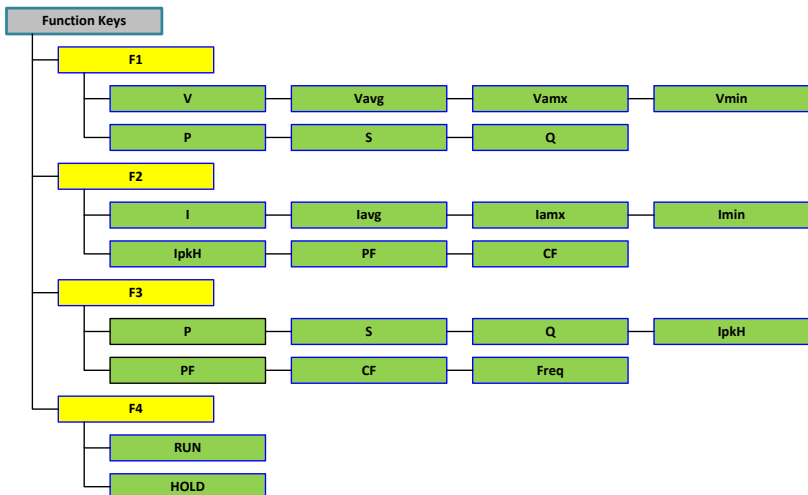 Function Keys
F1
V Vavg Vamx Vmin
P S Q
F2
I Iavg Iamx Imin
IpkH PF CF
F3
P S Q IpkH
PF CF Freq
F4
RUN
HOLD